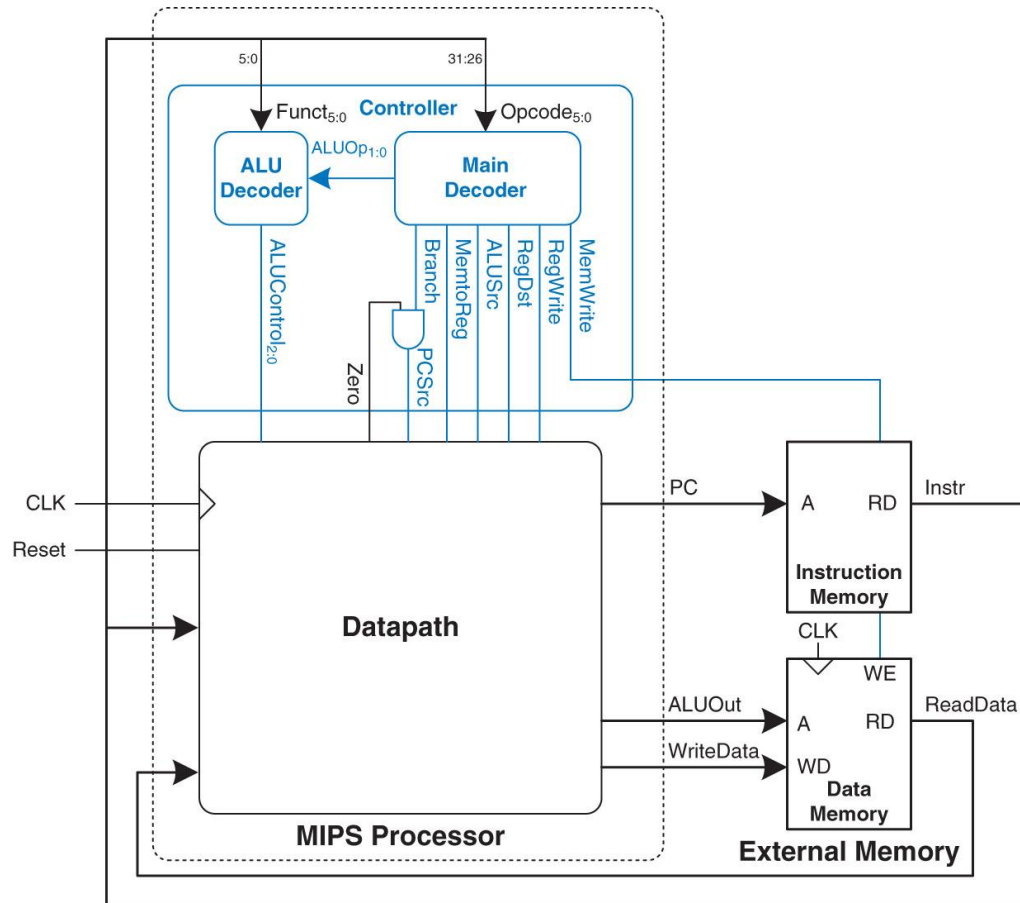 5:0
31:26
Controller
Funct5:0
Opcode5:0
ALUOp1:0
ALU
Decoder
Main
Decoder
ALUControl2:0
Branch
MemtoReg
ALUSrc
RegDst
RegWrite
MemWrite
Zero
PCSrc
CLK
Reset
PC
A
RD
Instr
Instruction
Memory
Datapath
CLK
WE
ALUOut
A
RD
ReadData
WriteData
WD
Data
Memory
MIPS Processor
External Memory